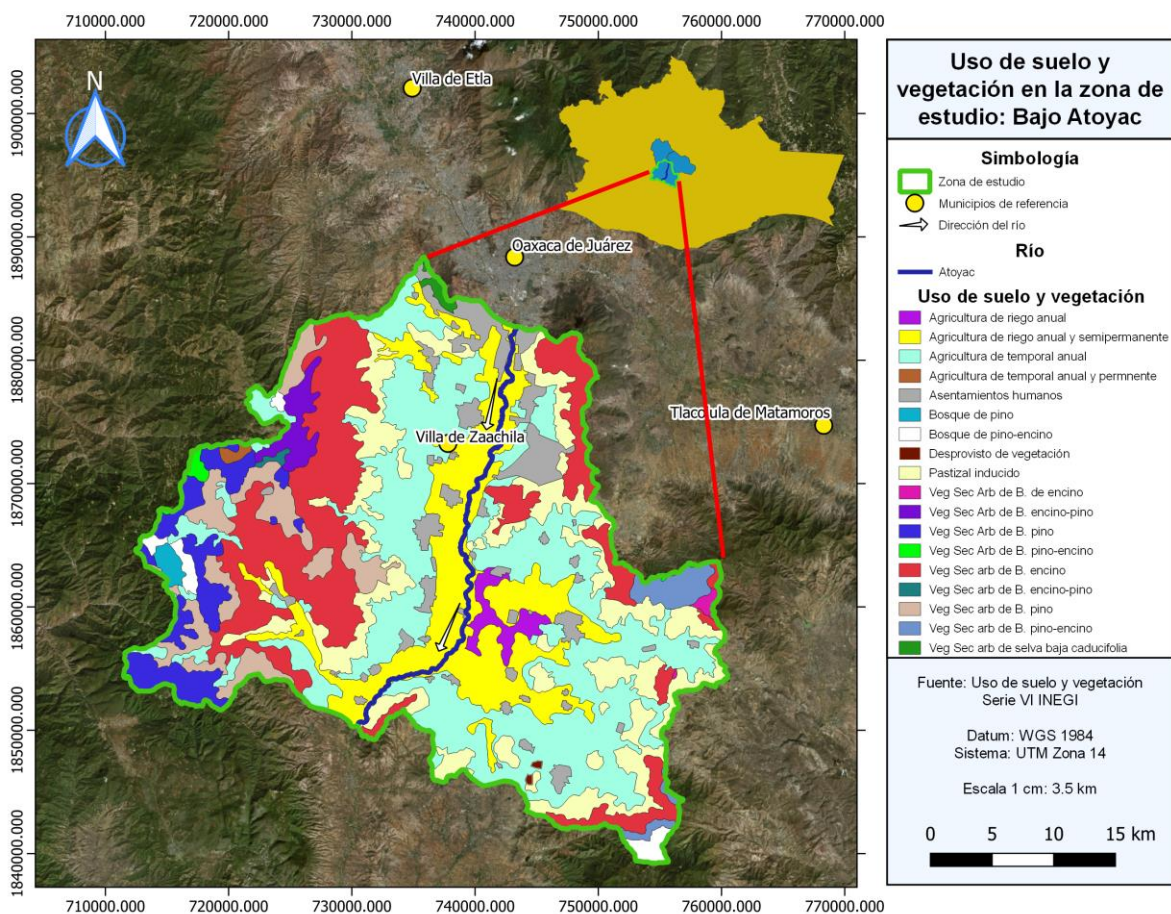 710000.000 720000.000 730000.000 740000.000 750000.000 760000.000 770000.000
1900000.000
1890000.000
1880000.000
1870000.000
1860000.000
1850000.000
1840000.000
N
Villa de Etla
Oaxaca de Juárez
Tlacolula de Matamoros
Villa de Zaachila
710000.000 720000.000 730000.000 740000.000 750000.000 760000.000 770000.000
Uso de suelo y
vegetación en la zona de
estudio: Bajo Atoyac
Simbología
Zona de estudio
Municipios de referencia
Dirección del río
Río
Atoyac
Uso de suelo y vegetación
Agricultura de riego anual
Agricultura de riego anual y semipermanente
Agricultura de temporal anual
Agricultura de temporal anual y permnente
Asentamientos humanos
Bosque de pino
Bosque de pino-encino
Desprovisto de vegetación
Pastizal inducido
Veg Sec Arb de B. de encino
Veg Sec Arb de B. encino-pino
Veg Sec Arb de B. pino
Veg Sec Arb de B. pino-encino
Veg Sec arb de B. encino
Veg Sec arb de B. encino-pino
Veg Sec arb de B. pino
Veg Sec arb de B. pino-encino
Veg Sec arb de selva baja caducifolia
Fuente: Uso de suelo y vegetación
Serie VI INEGI
Datum: WGS 1984
Sistema: UTM Zona 14
Escala 1 cm: 3.5 km
0 5 10 15 km